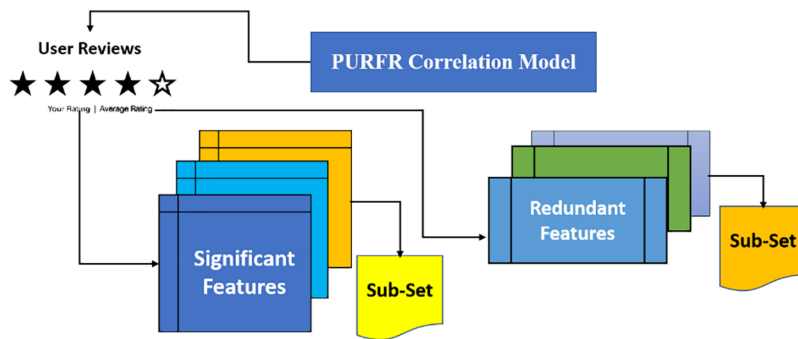 User Reviews
PURFR Correlation Model
Your Rating | Average Rating
Significant
Features
Sub-Set
Redundant
Features
Sub-Set